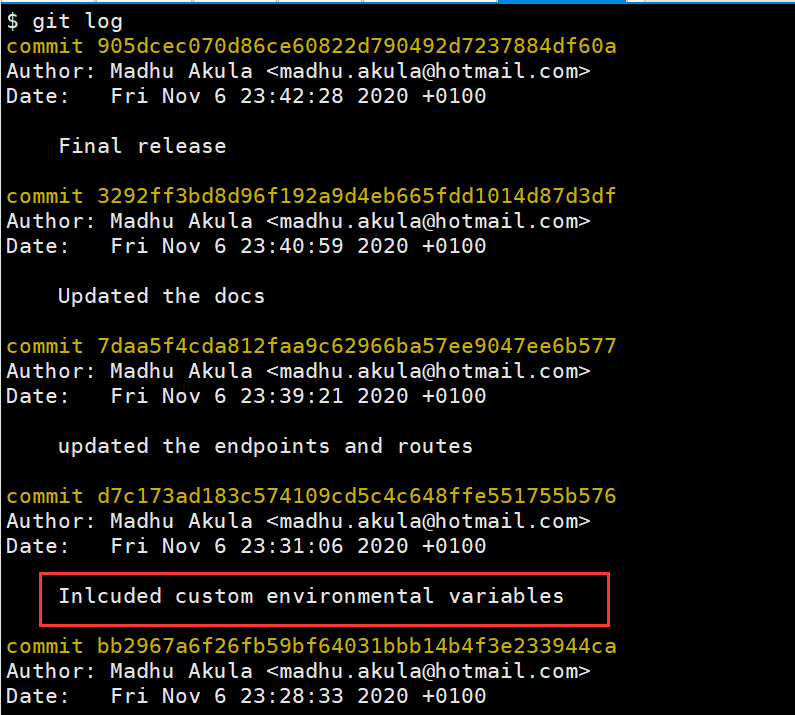 $ git log
commit 905dcec070d86ce60822d790492d7237884df60a
Author: Madhu Akula <madhu.akula@hotmail.com>
Date:   Fri Nov 6 23:42:28 2020 +0100
Final release
commit 3292ff3bd8d96f192a9d4eb665fdd1014d87d3df
Author: Madhu Akula <madhu.akula@hotmail.com>
Date:   Fri Nov 6 23:40:59 2020 +0100
Updated the docs
commit 7daa5f4cda812faa9c62966ba57ee9047ee6b577
Author: Madhu Akula <madhu.akula@hotmail.com>
Date:   Fri Nov 6 23:39:21 2020 +0100
updated the endpoints and routes
commit d7c173ad183c574109cd5c4c648ffe551755b576
Author: Madhu Akula <madhu.akula@hotmail.com>
Date:   Fri Nov 6 23:31:06 2020 +0100
Inlcuded custom environmental variables
commit bb2967a6f26fb59bf64031bbb14b4f3e233944ca
Author: Madhu Akula <madhu.akula@hotmail.com>
Date:   Fri Nov 6 23:28:33 2020 +0100